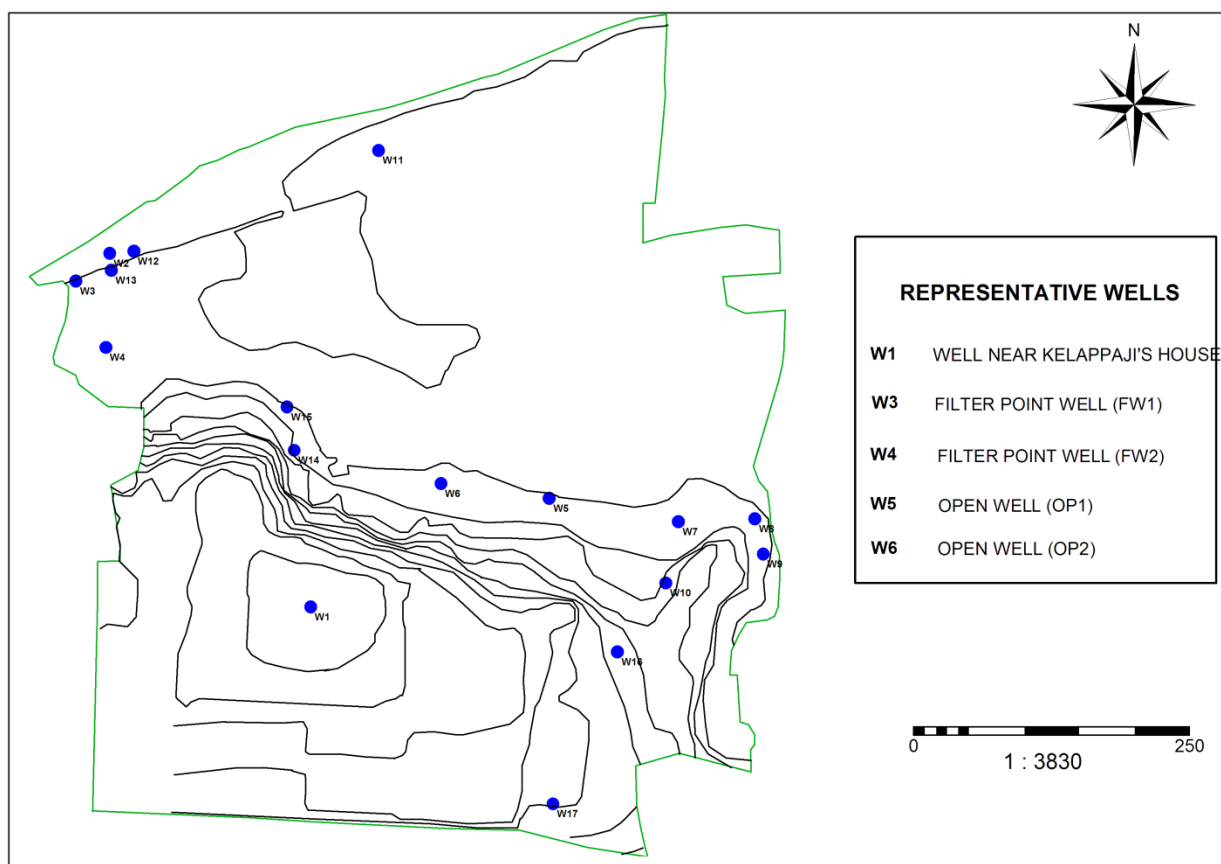 N
W11
W2
W12
W13
W3
W4
W15
W14
W6
W5
W7
W8
W9
W10
W1
W16
W17
REPRESENTATIVE WELLS
W1 WELL NEAR KELAPPAJI'S HOUSE
W3 FILTER POINT WELL (FW1)
W4 FILTER POINT WELL (FW2)
W5 OPEN WELL (OP1)
W6 OPEN WELL (OP2)
0 250
1 : 3830